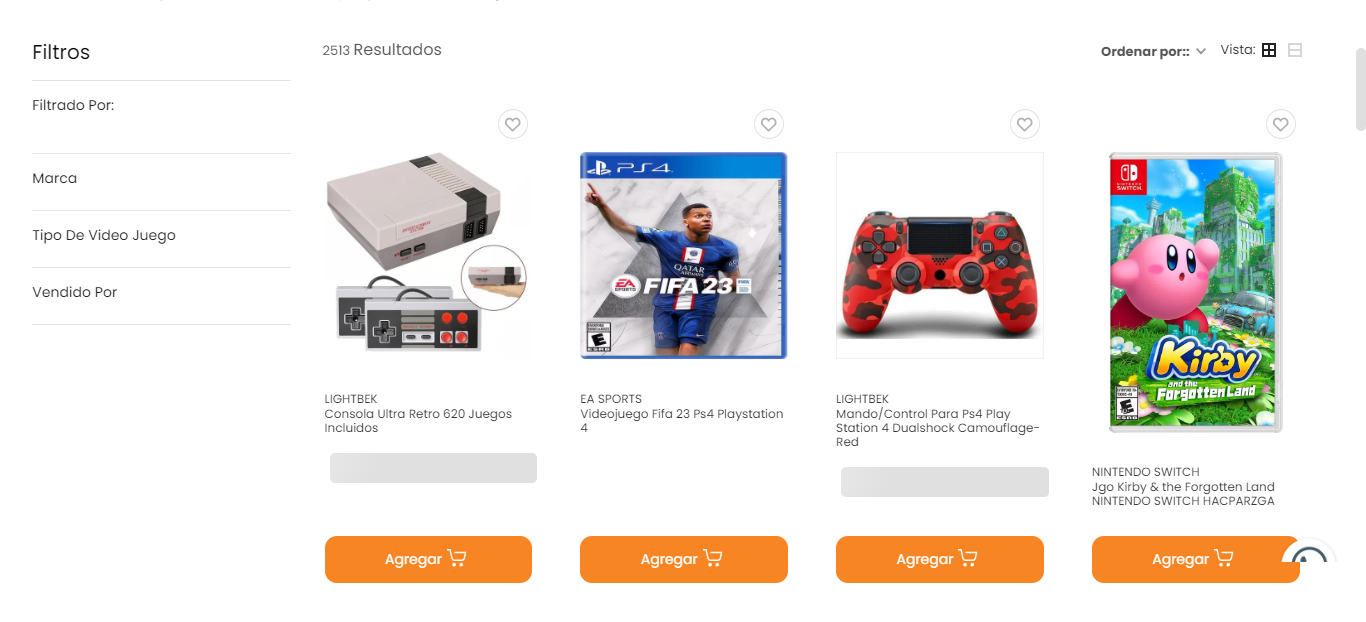 Filtros
2513 Resultados
Ordenar por::
Vista:
Filtrado Por:
Marca
Tipo De Video Juego
Vendido Por
PS4
QATAR
AIRWAYS
EA
SPORTS
FIFA 23
E
ESRB
NINTENDO
SWITCH
Kirby
and the
Forgotten Land
E
ESRB
LIGHTBEK
Consola Ultra Retro 620 Juegos
Incluidos
EA SPORTS
Videojuego Fifa 23 Ps4 Playstation
4
LIGHTBEK
Mando/Control Para Ps4 Play
Station 4 Dualshock Camouflage-
Red
NINTENDO SWITCH
Jgo Kirby & the Forgotten Land
NINTENDO SWITCH HACPARZGA
Agregar
Agregar
Agregar
Agregar